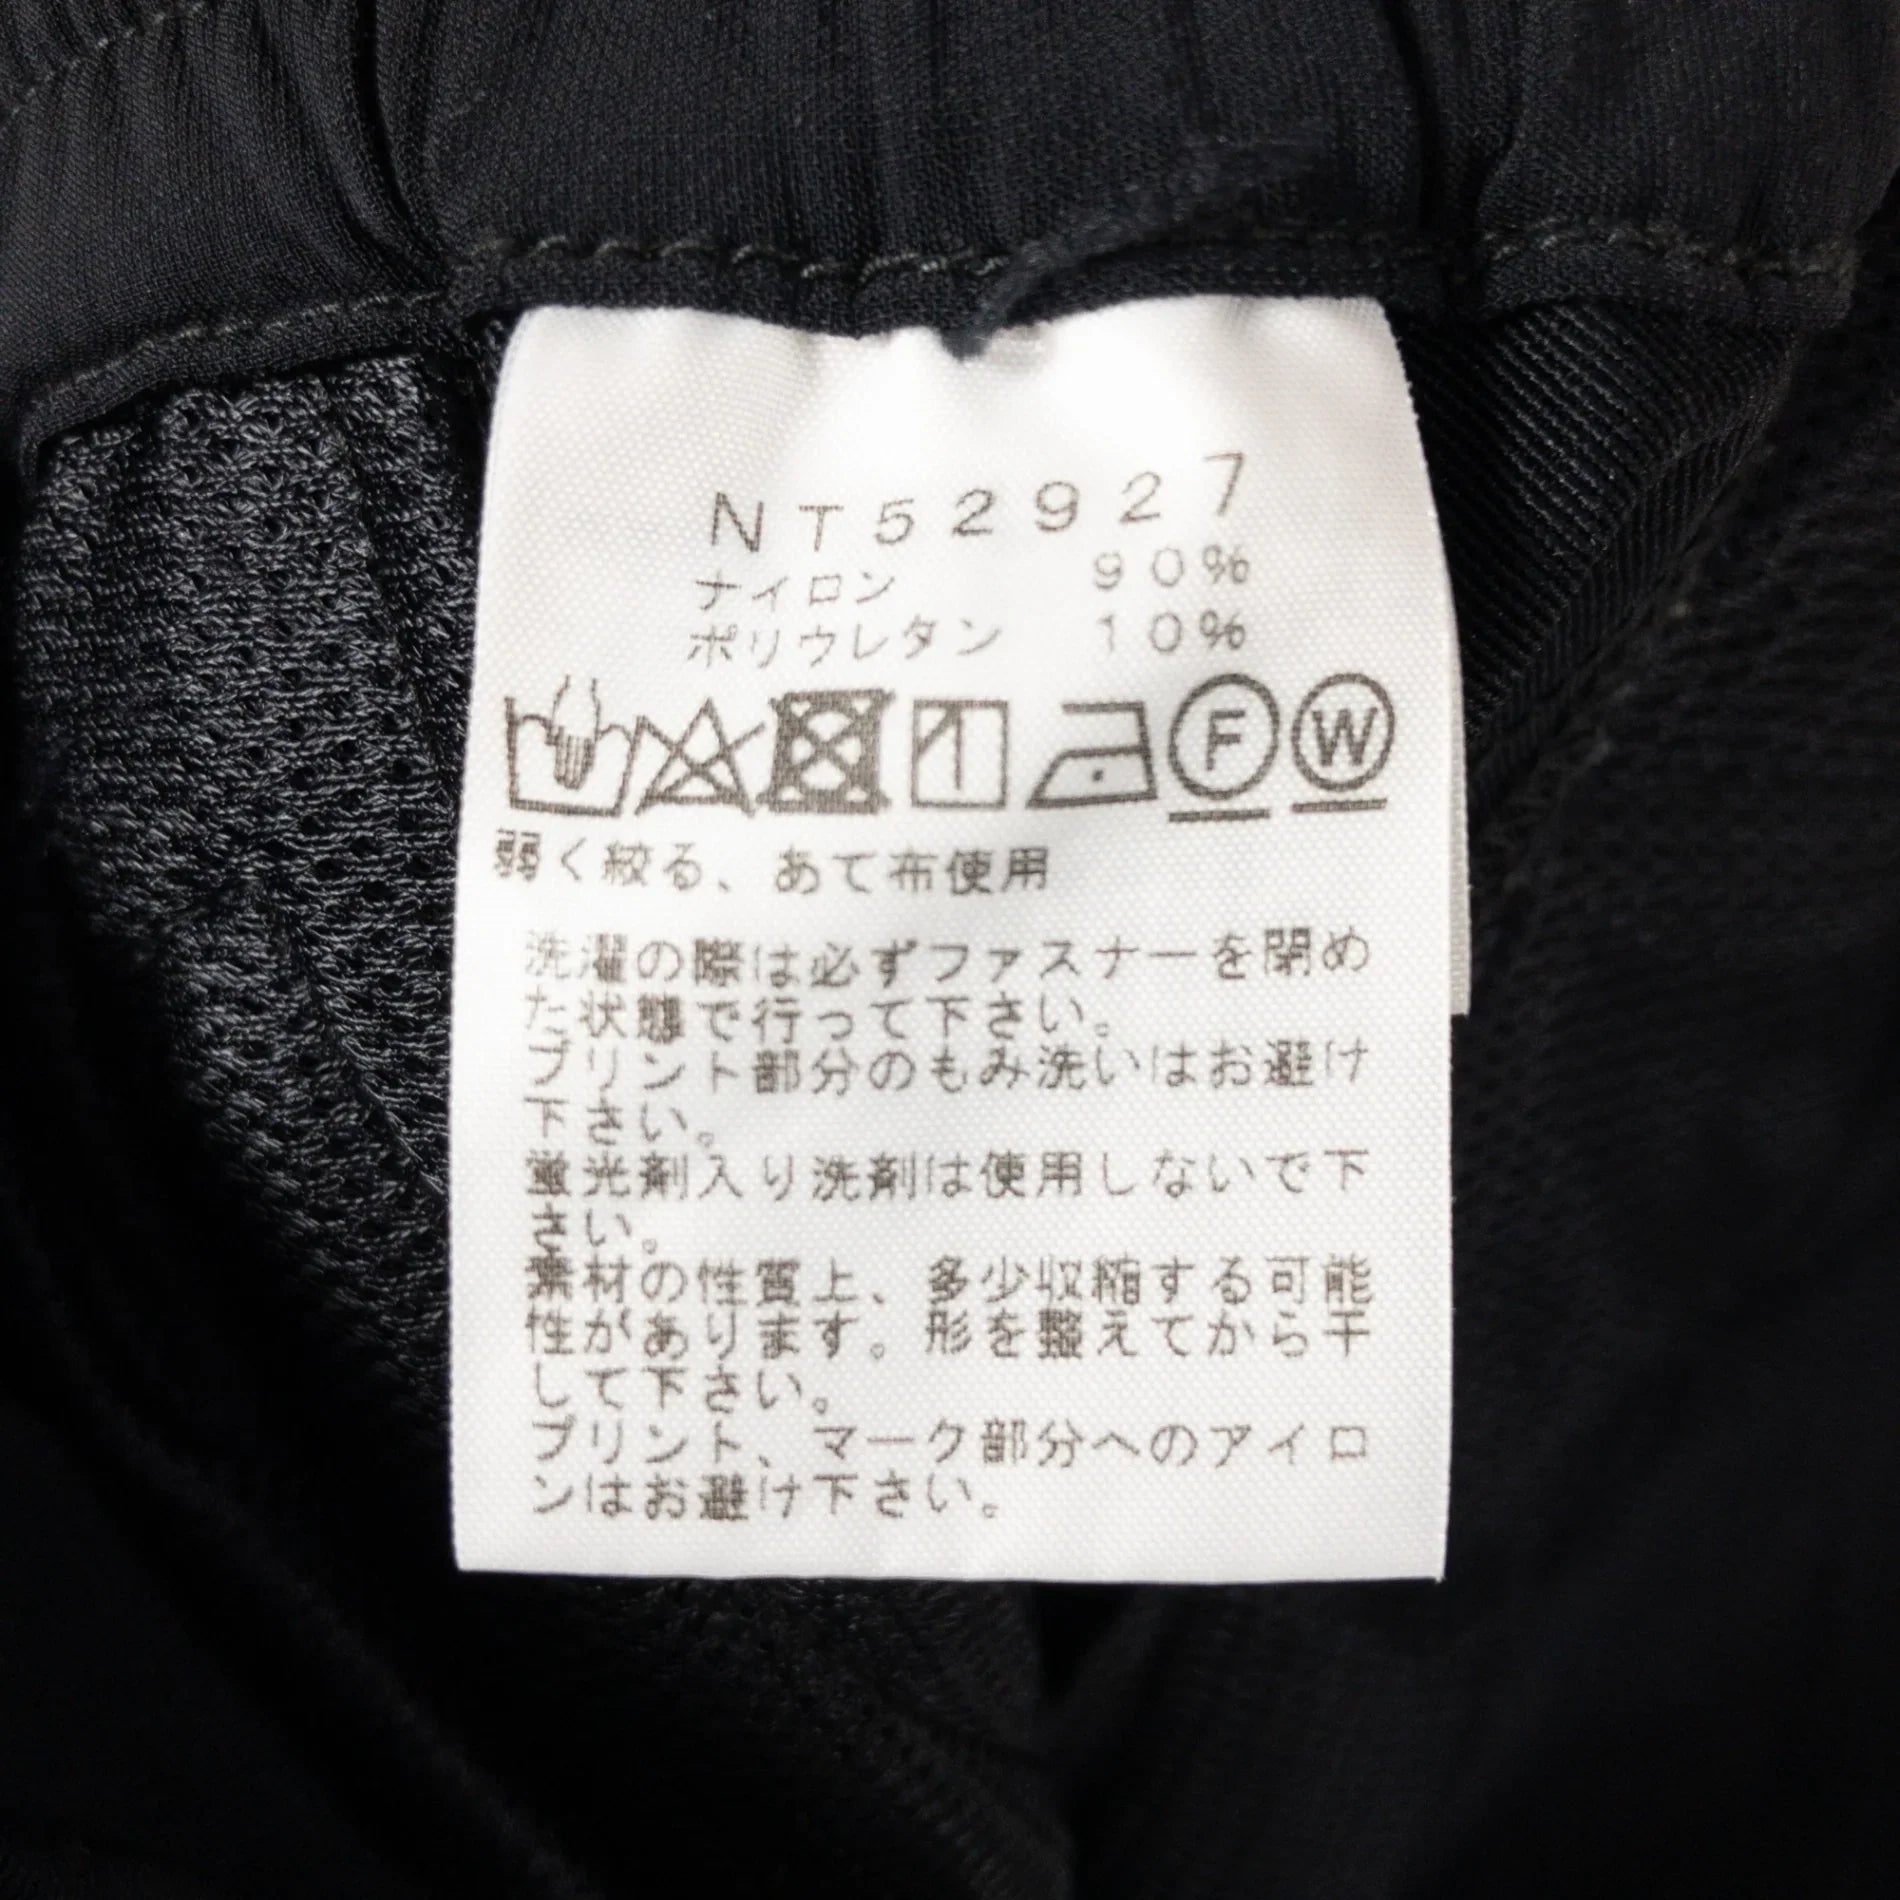 NT52927
ナイロン 90%
ポリウレタン 10%
F W
弱く絞る、あて布使用
洗濯の際は必ずファスナーを閉め
た状態で行って下さい。
プリント部分のもみ洗いはお避け
下さい。
蛍光剤入り洗剤は使用しないで下
さい。
素材の性質上、多少収縮する可能
性があります。形を整えてから干
して下さい。
プリント、マーク部分へのアイロ
ンはお避け下さい。